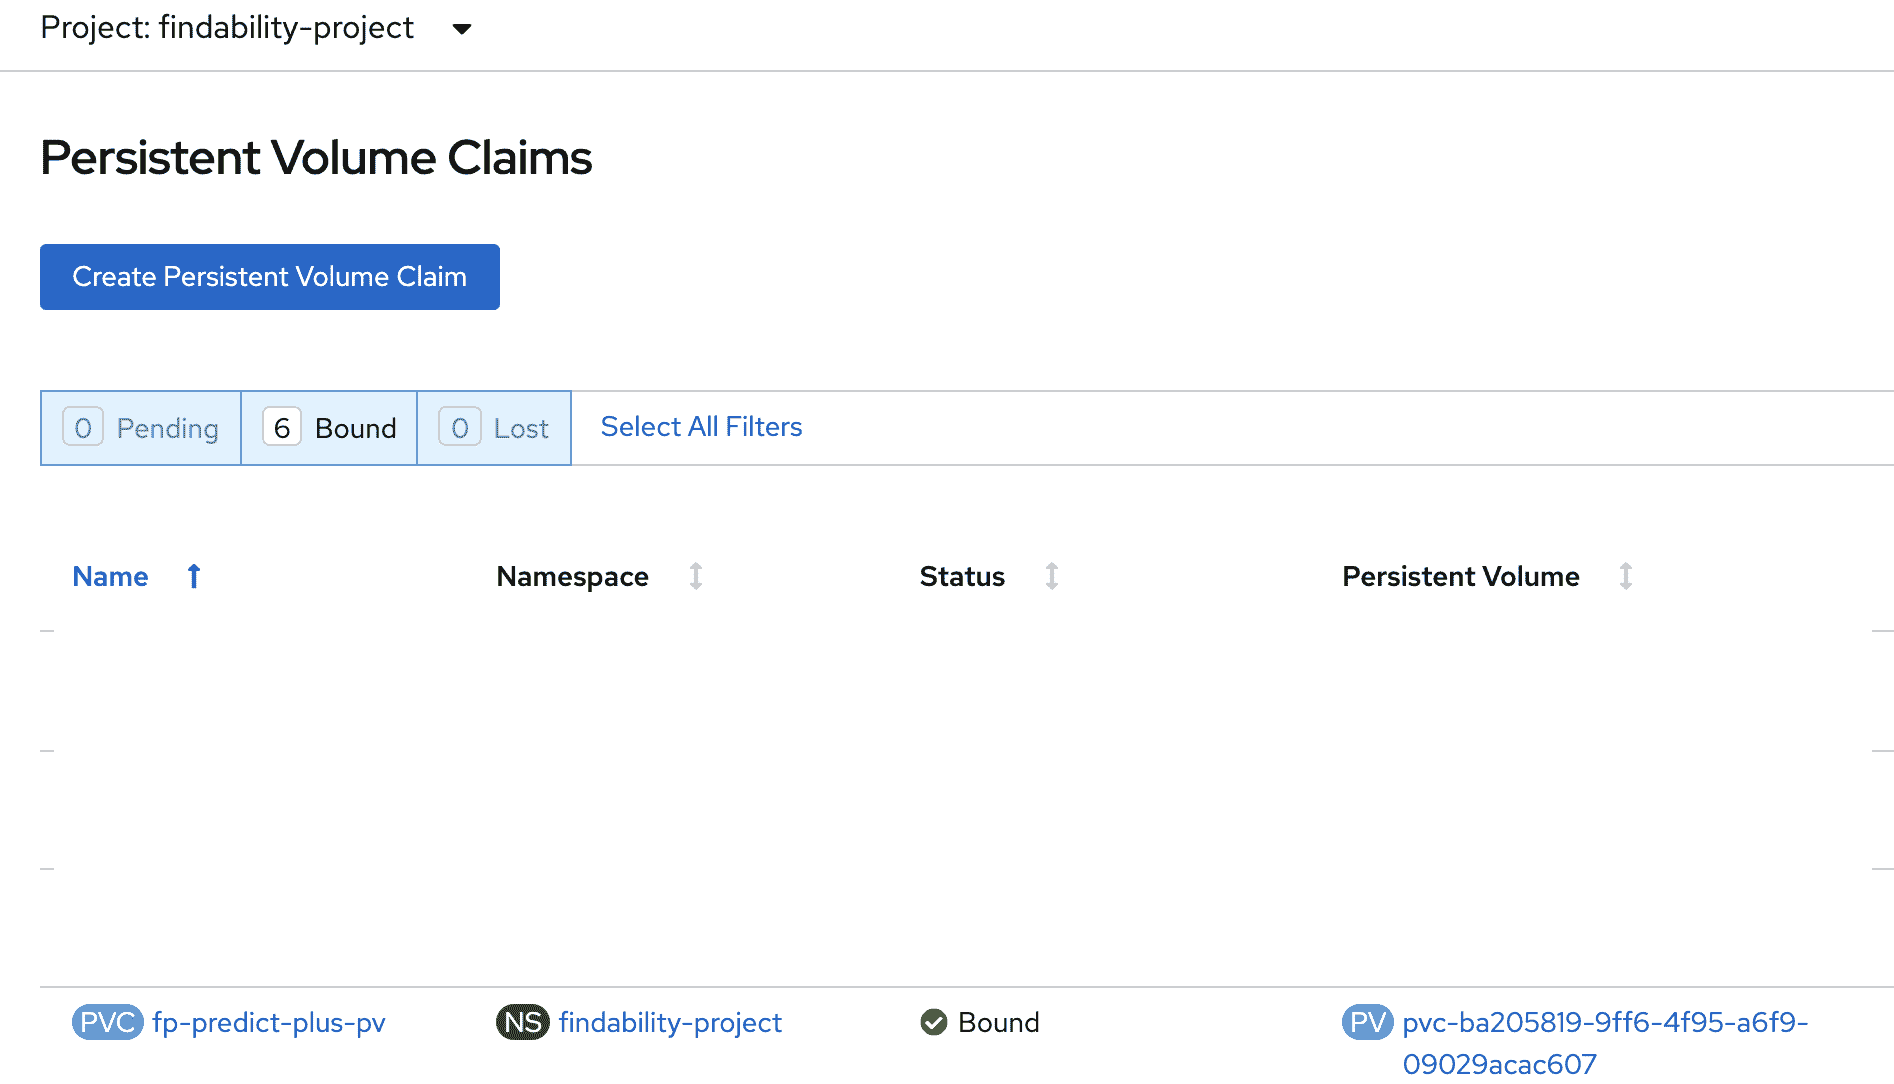 Project: findability-project
Persistent Volume Claims
Create Persistent Volume Claim
0 Pending 6 Bound 0 Lost Select All Filters
Name Namespace Status Persistent Volume
PVC fp-predict-plus-pv NS findability-project Bound PV pvc-ba205819-9ff6-4f95-a6f9-
09029acac607